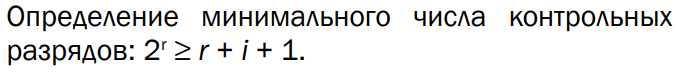 Определение минимального числа контрольных
разрядов: 2ʳ ≥ r + i + 1.